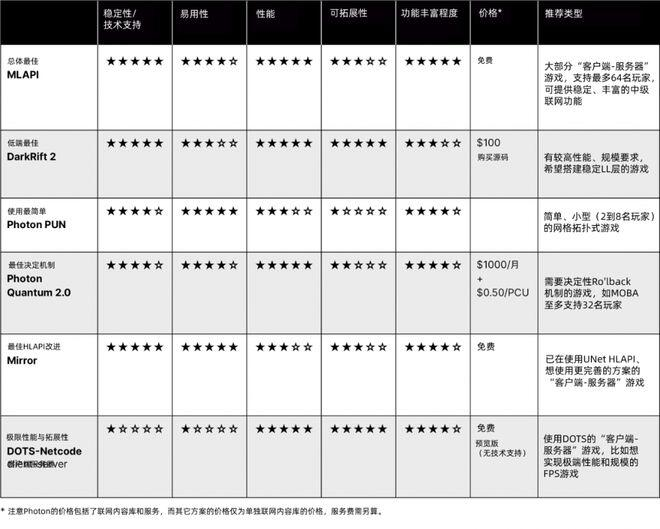 稳定性/
技术支持
易用性
性能
可拓展性
功能丰富程度
价格*
推荐类型
总体最佳
MLAPI
★★★★★
★★★★☆
★★★★★
★★★☆☆
★★★★★
免费
大部分“客户端-服务器”
游戏，支持最多64名玩家，
可提供稳定、丰富的中级
联网功能
低端最佳
DarkRift 2
★★★★★
★★★☆☆
★★★★★
★★★★★
★★★☆☆
$100
购买源码
有较高性能、规模要求，
希望搭建稳定LL层的游戏
使用最简单
Photon PUN
★★★★☆
★★★★★
★★★☆☆
★☆☆☆☆
★★★★☆
简单、小型（2到8名玩家）
的网格拓扑式游戏
最佳决定机制
Photon
Quantum 2.0
★★★★☆
★★★★☆
★★★★★
★★☆☆☆
★★★★☆
$1000/月
+
$0.50/PCU
需要决定性Ro'lback
机制的游戏，如MOBA
至多支持32名玩家
最佳HLAPI改进
Mirror
★★★★★
★★★★★
★★★☆☆
★★☆☆☆
★★★★☆
免费
已在使用UNet HLAPI、
想使用更完善的方案的
“客户端-服务器”游戏
极限性能与拓展性
DOTS-Netcode
★☆☆☆☆
★☆☆☆☆
★★★★★
★★★★★
★★★★☆
免费
预览版
（无技术支持）
使用DOTS的“客户端-
服务器”游戏，比如想
实现极端性能和规模的
FPS游戏
* 注意Photon的价格包括了联网内容库和服务，而其它方案的价格仅为单独联网内容库的价格，服务费需另算。